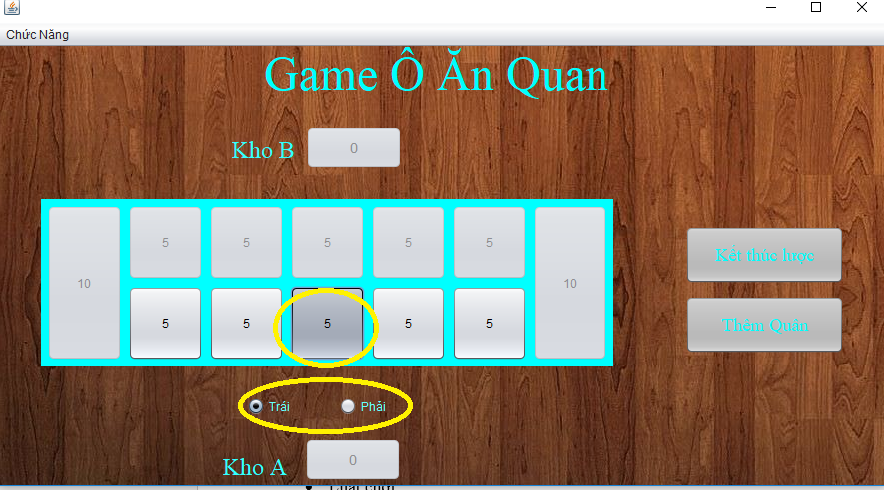 Chức Năng
Game Ô Ăn Quan
Kho B 0
10 5 5 5 5 5 10
5 5 5 5 5
Kết thúc lược
Thêm Quân
Trái Phải
Kho A 0